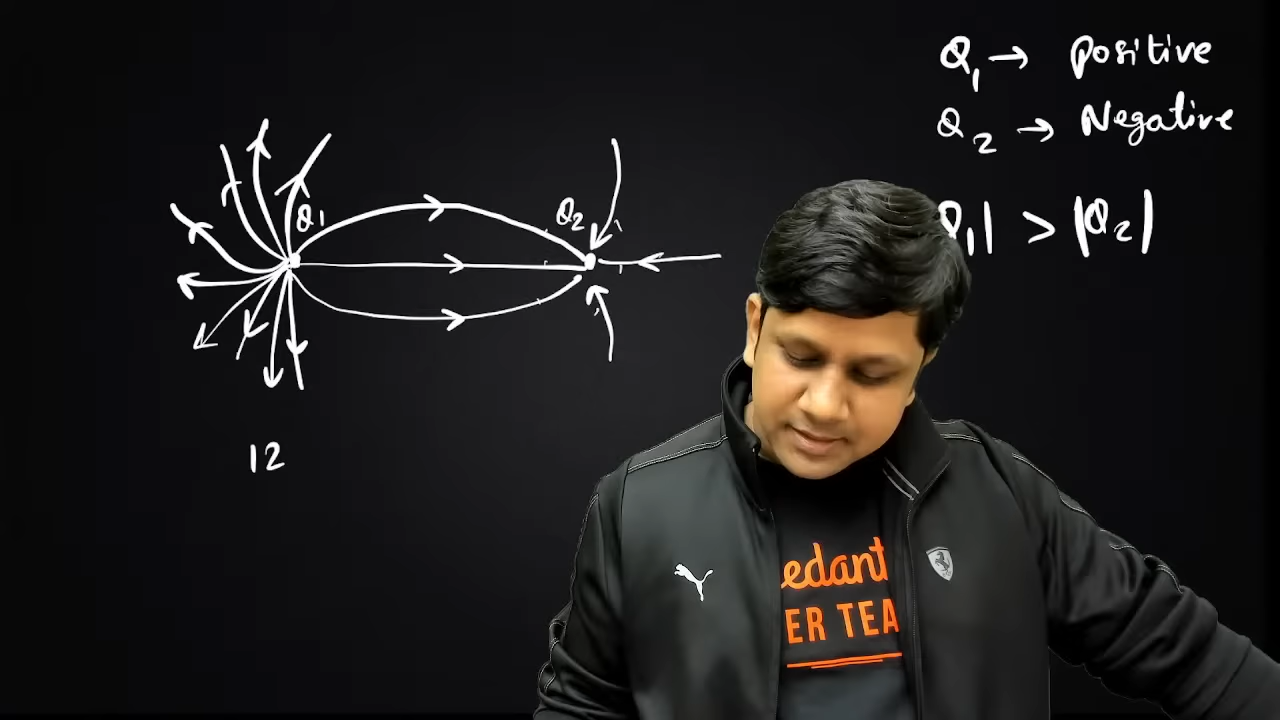 Q1 → Positive
Q2 → Negative
Q1| > |Q2|
Q1
Q2
12
edant
ER TEA